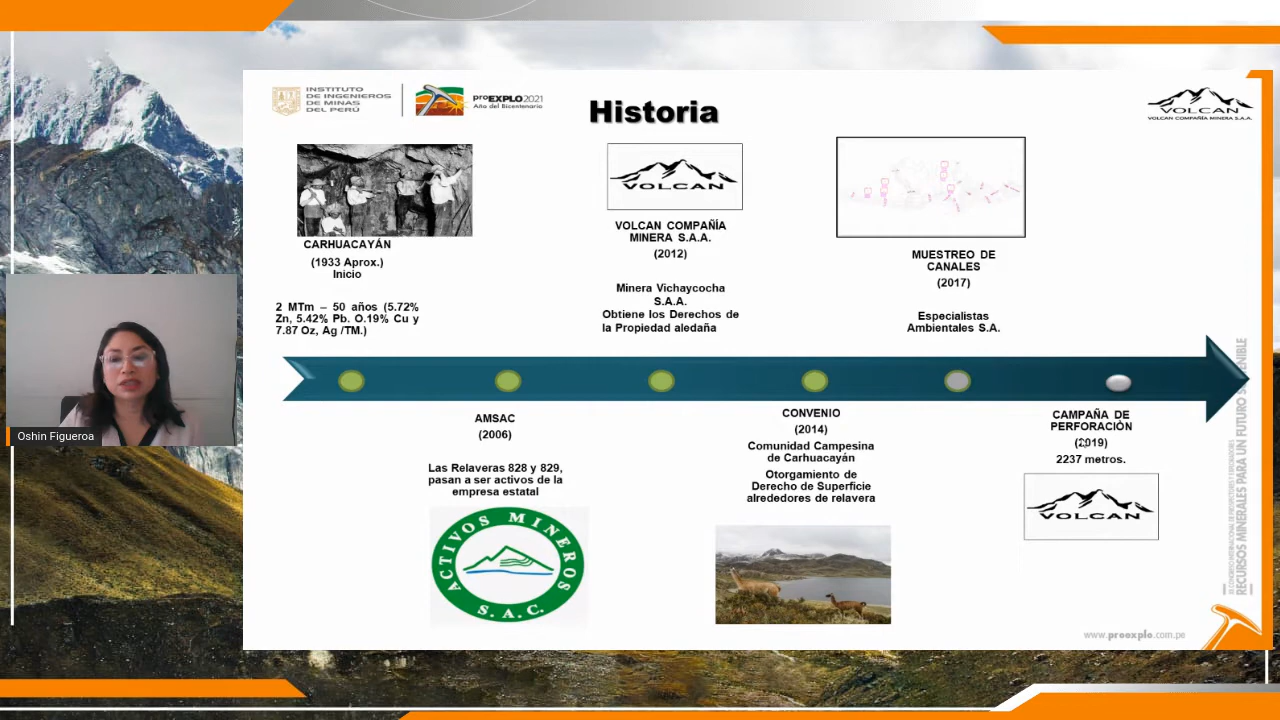 INSTITUTO
DE INGENIEROS
DE MINAS
DEL PERÚ
proEXPLO2021
Año del Bicentenario
Historia
VOLCAN
VOLCAN COMPAÑIA MINERA S.A.A.
CARHUACAYÁN
(1933 Aprox.)
Inicio
2 MTm – 50 años (5.72%
Zn, 5.42% Pb. O.19% Cu y
7.87 Oz, Ag /TM.)
VOLCAN
VOLCAN COMPAÑÍA
MINERA S.A.A.
(2012)
Minera Vichaycocha
S.A.A.
Obtiene los Derechos de
la Propiedad aledaña
MUESTREO DE
CANALES
(2017)
Especialistas
Ambientales S.A.
AMSAC
(2006)
Las Relaveras 828 y 829,
pasan a ser activos de la
empresa estatal
ACTIVOS MINEROS
S.A.C.
CONVENIO
(2014)
Comunidad Campesina
de Carhuacayán
Otorgamiento de
Derecho de Superficie
alrededores de relavera
CAMPAÑA DE
PERFORACIÓN
(2019)
2237 metros.
VOLCAN
RECURSOS MINERALES PARA UN FUTURO SOSTENIBLE
www.proexplo.com.pe
Oshin Figueroa